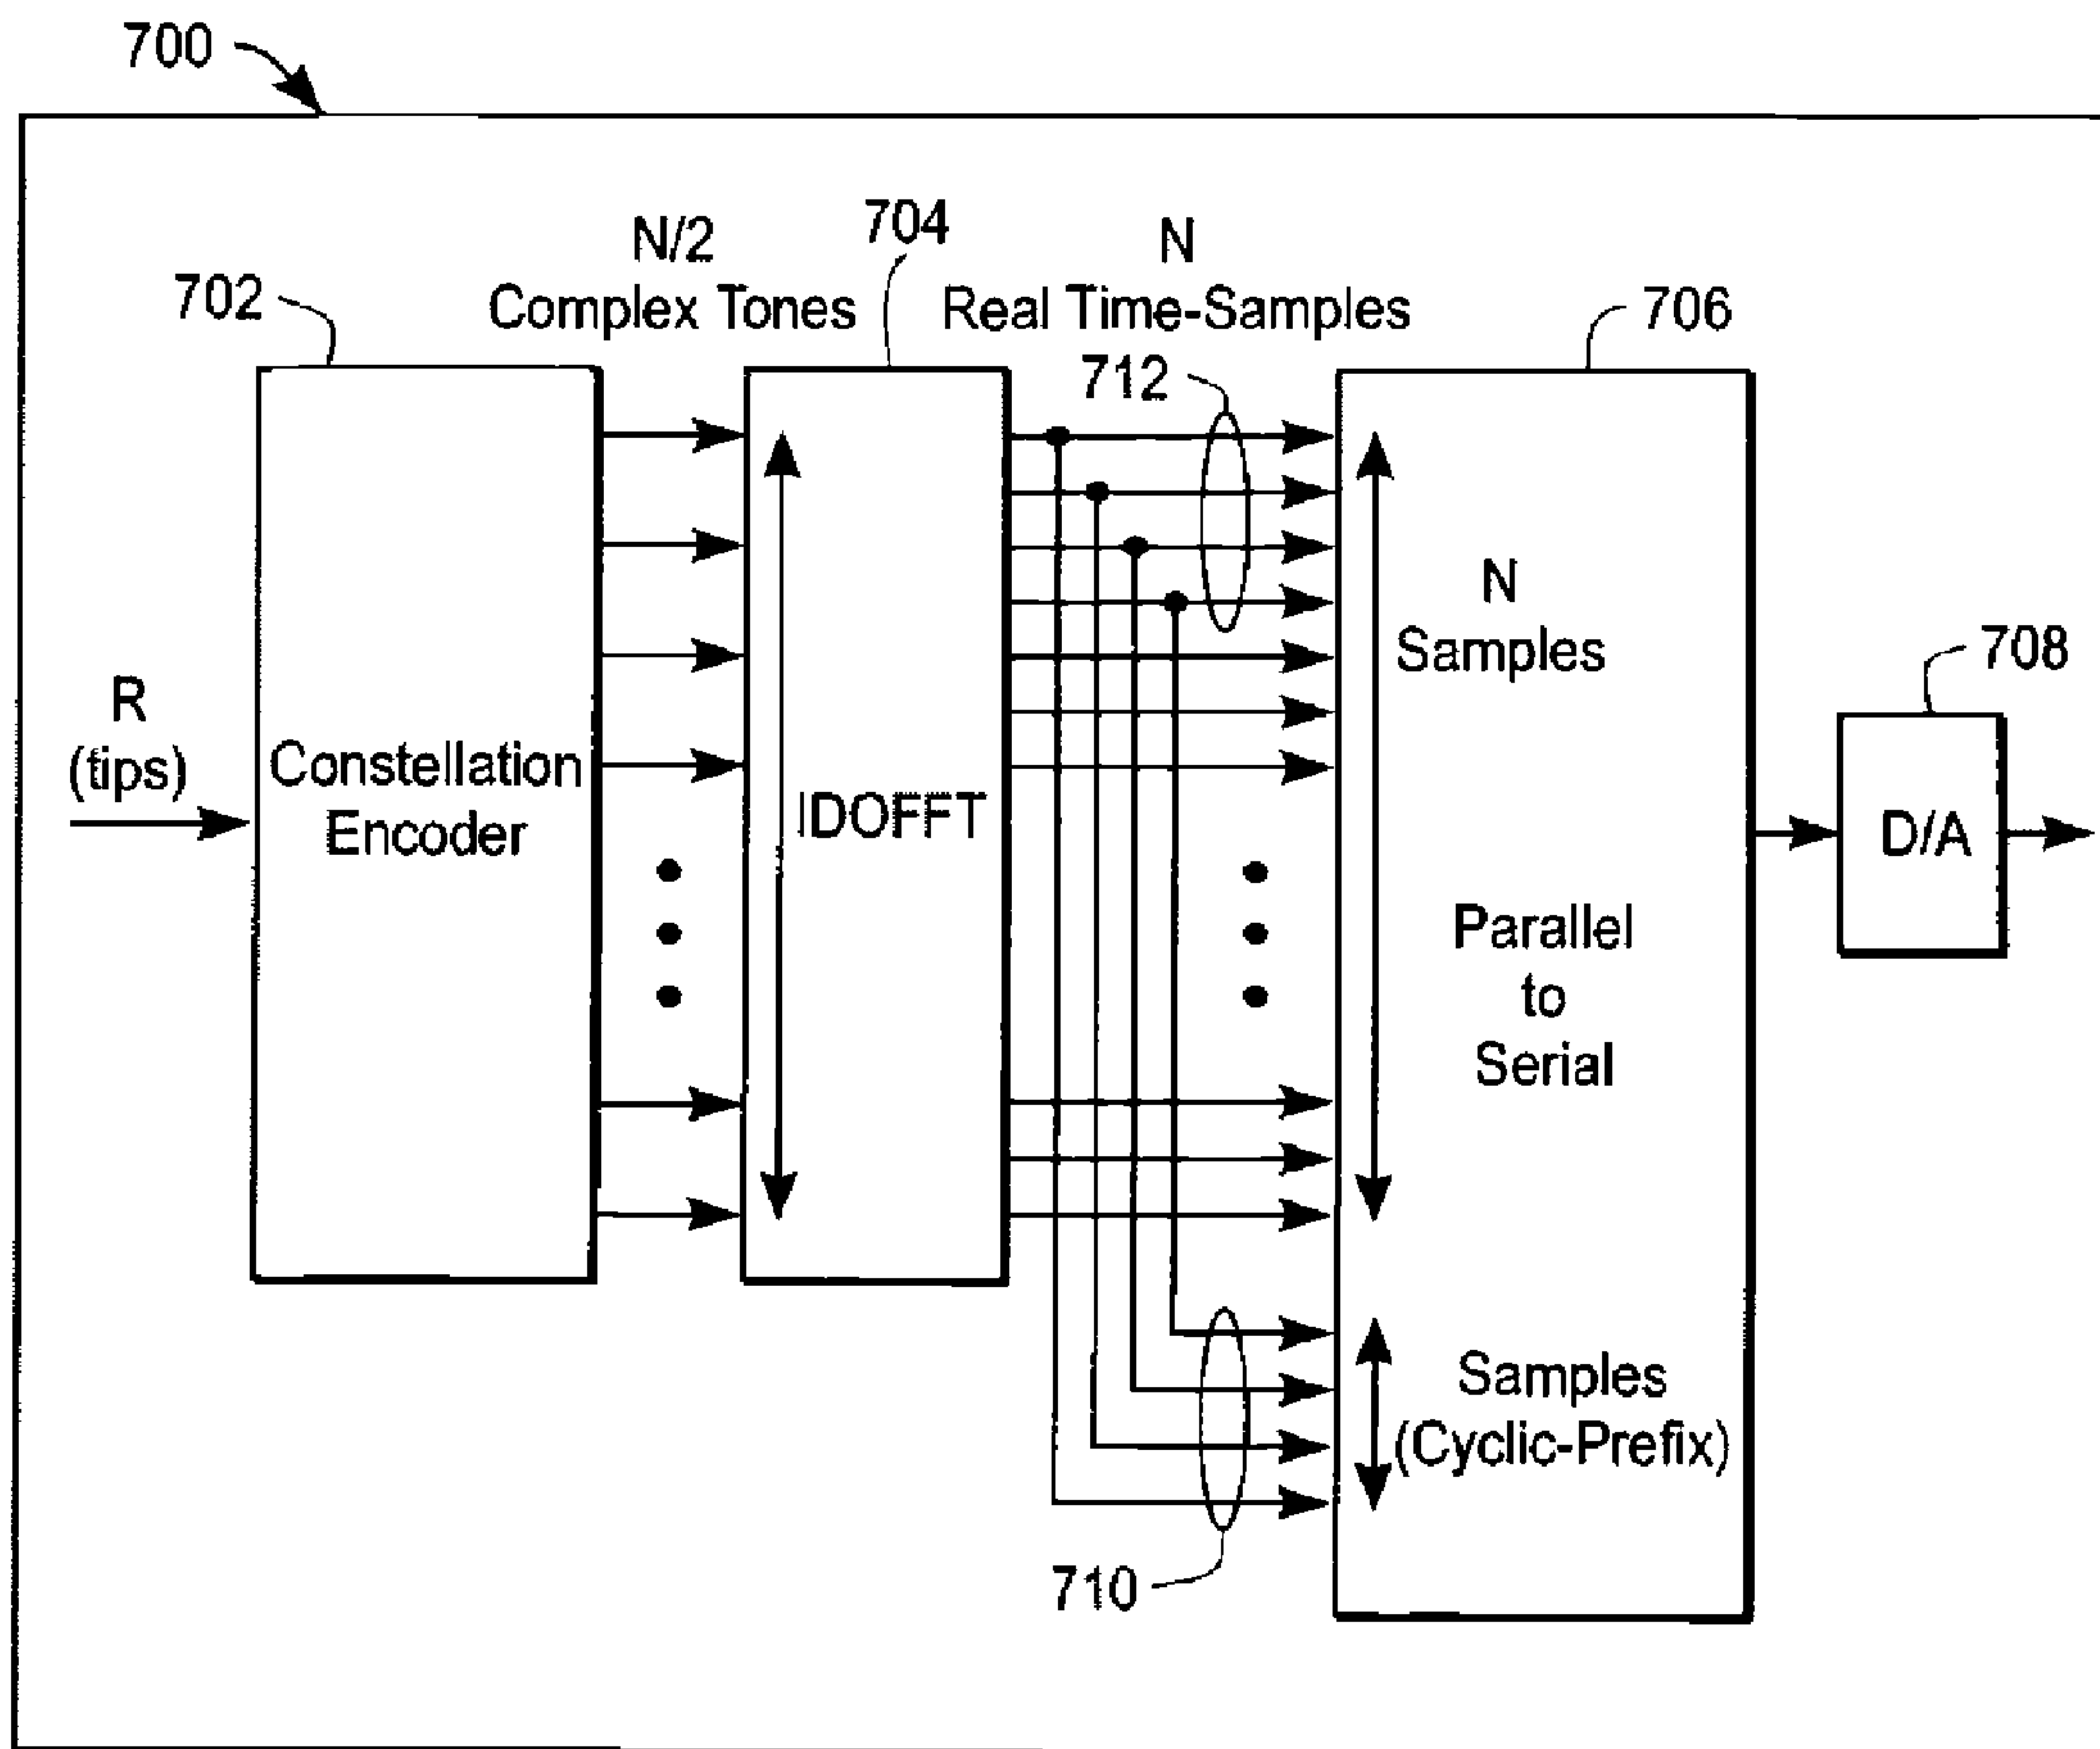 700
N/2
Complex Tones
704
N
Real Time-Samples
702
712
706
N
Samples
708
R
(tips)
Constellation
Encoder
IDOFFT
D/A
Parallel
to
Serial
Samples
(Cyclic-Prefix)
710